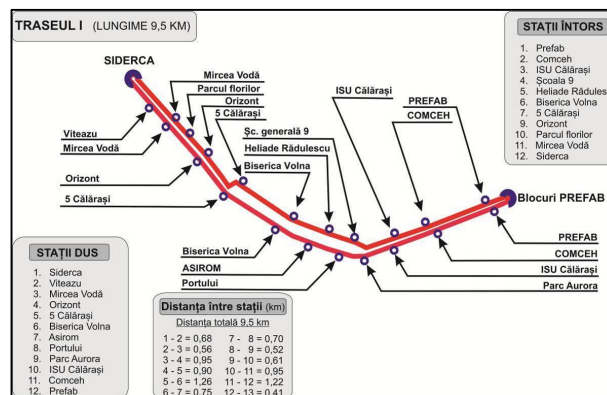 TRASEUL I (LUNGIME 9,5 KM)
STAȚII ÎNTORS
1. Prefab
2. Comceh
3. ISU Călărași
4. Școala 9
5. Heliade Rădules
6. Biserica Volna
7. 5 Călărași
9. Orizont
10. Parcul florilor
11. Mircea Vodă
12. Siderca
SIDERCA
Mircea Vodă
Parcul florilor
Orizont
5 Călărași
Șc. generală 9
Heliade Rădulescu
Biserica Volna
ISU Călărași
PREFAB
COMCEH
Viteazu
Mircea Vodă
Orizont
5 Călărași
Biserica Volna
ASIROM
Portului
Blocuri PREFAB
PREFAB
COMCEH
ISU Călărași
Parc Aurora
STAȚII DUS
1. Siderca
2. Viteazu
3. Mircea Vodă
4. Orizont
5. 5 Călărași
6. Biserica Volna
7. Asirom
8. Portului
9. Parc Aurora
10. ISU Călărași
11. Comceh
12. Prefab
Distanța între stații (km)
Distanța totală 9,5 km
1 - 2 = 0,68 7 - 8 = 0,70
2 - 3 = 0,56 8 - 9 = 0,52
3 - 4 = 0,95 9 - 10 = 0,61
4 - 5 = 0,90 10 - 11 = 0,95
5 - 6 = 1,26 11 - 12 = 1,22
6 - 7 = 0,75 12 - 13 = 0,41